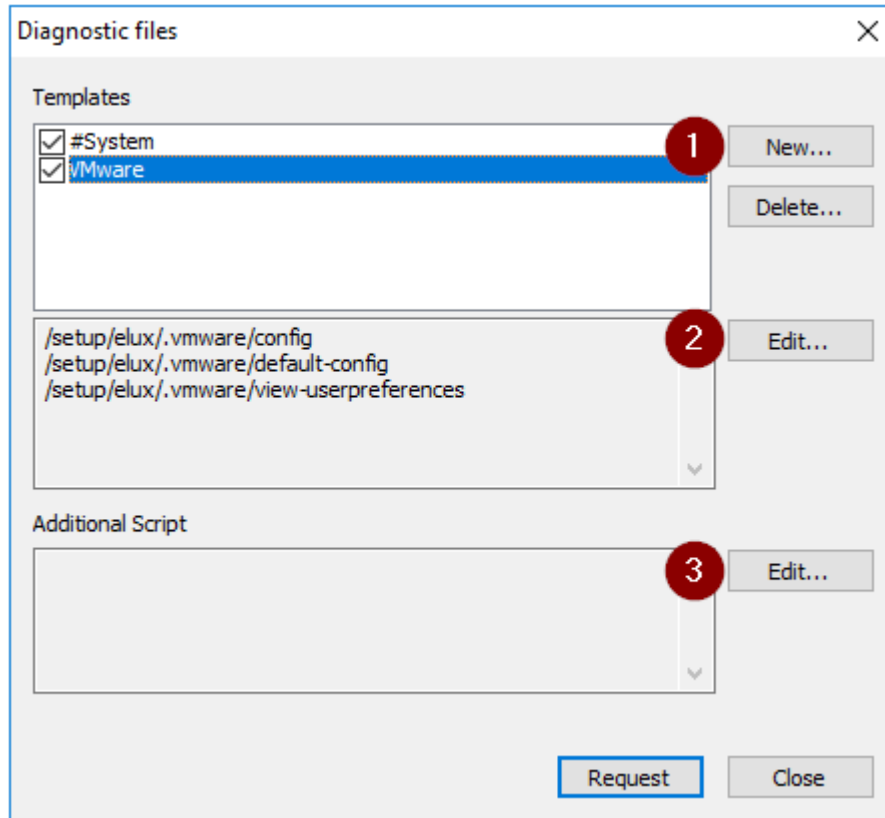 Diagnostic files
Templates
#System
VMware
1
New...
Delete...
/setup/elux/.vmware/config
/setup/elux/.vmware/default-config
/setup/elux/.vmware/view-userpreferences
2
Edit...
Additional Script
3
Edit...
Request
Close